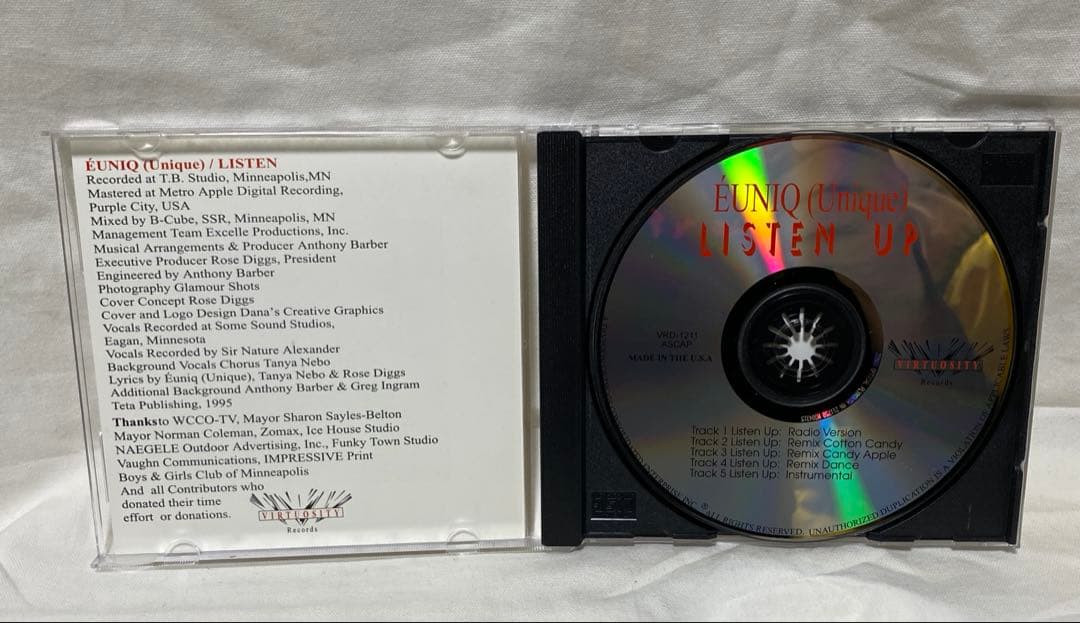 ÉUNIQ (Unique) / LISTEN
Recorded at T.B. Studio, Minneapolis,MN
Mastered at Metro Apple Digital Recording,
Purple City, USA
Mixed by B-Cube, SSR, Minneapolis, MN
Management Team Excelle Productions, Inc.
Musical Arrangements & Producer Anthony Barber
Executive Producer Rose Diggs, President
Engineered by Anthony Barber
Photography Glamour Shots
Cover Concept Rose Diggs
Cover and Logo Design Dana's Creative Graphics
Vocals Recorded at Some Sound Studios,
Eagan, Minnesota
Vocals Recorded by Sir Nature Alexander
Background Vocals Chorus Tanya Nebo
Lyrics by Éuniq (Unique), Tanya Nebo & Rose Diggs
Additional Background Anthony Barber & Greg Ingram
Teta Publishing, 1995
Thanksto WCCO-TV, Mayor Sharon Sayles-Belton
Mayor Norman Coleman, Zomax, Ice House Studio
NAEGELE Outdoor Advertising, Inc., Funky Town Studio
Vaughn Communications, IMPRESSIVE Print
Boys & Girls Club of Minneapolis
And all Contributors who
donated their time
effort or donations.
VIRTUOSITY
Records
ÉUNIQ (Unique)
LISTEN UP
VRD-1211
ASCAP
MADE IN THE U.S.A
VIRTUOSITY
Records
Track 1 Listen Up: Radio Version
Track 2 Listen Up: Remix Cotton Candy
Track 3 Listen Up: Remix Candy Apple
Track 4 Listen Up: Remix Dance
Track 5 Listen Up: Instrumental
ENTERPRISE, INC ® ALL RIGHTS RESERVED. UNAUTHORIZED DUPLICATION IS A VIOLATION OF APPLICABLE LAWS